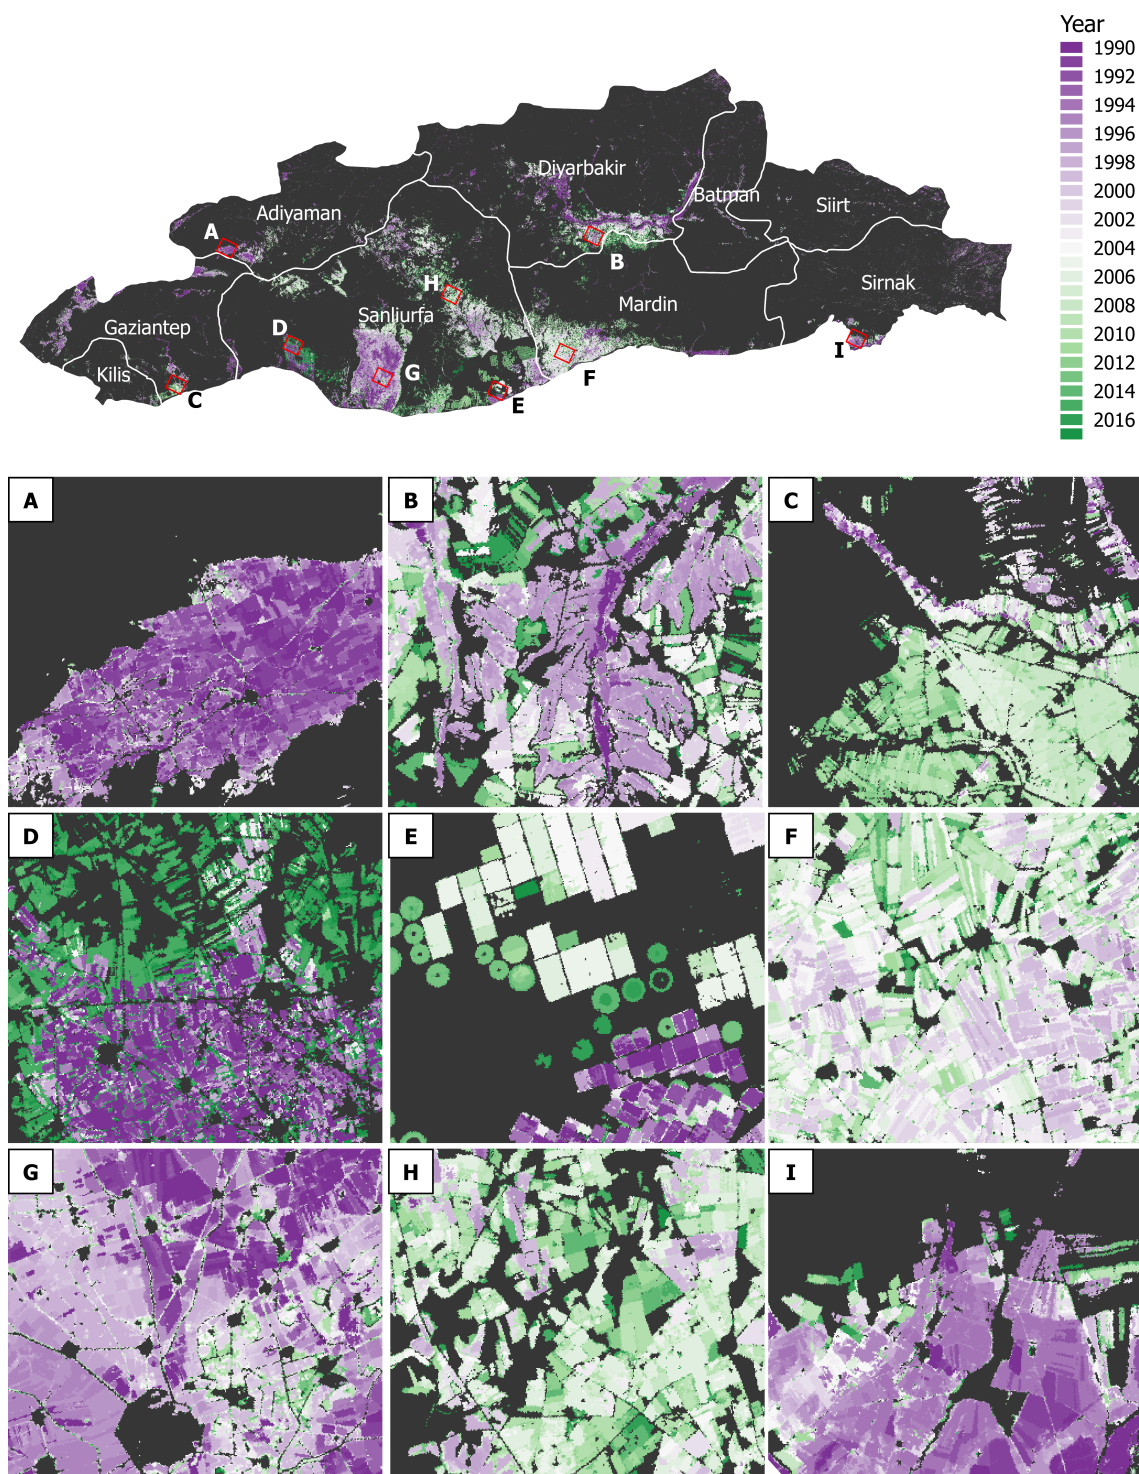 Year
1990
1992
1994
1996
1998
2000
2002
2004
2006
2008
2010
2012
2014
2016
Diyarbakir
Batman
Siirt
Adiyaman
A
B
H
Sirnak
Mardin
Sanliurfa
Gaziantep
D
I
Kilis
G
F
C
E
A
B
C
D
E
F
G
H
I